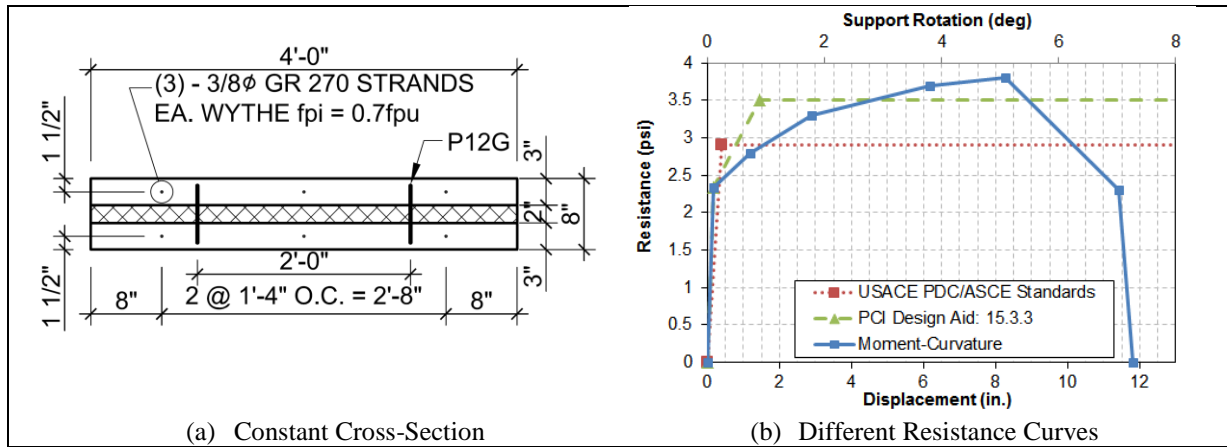 4'-0"
(3) - 3/8φ GR 270 STRANDS
EA. WYTHE fpi = 0.7fpu
P12G
1 1/2"
3"
2"
8"
3"
1 1/2"
2'-0"
8"
2 @ 1'-4" O.C. = 2'-8"
8"
(a) Constant Cross-Section
Support Rotation (deg)
0 2 4 6 8
Resistance (psi)
4
3.5
3
2.5
2
1.5
1
0.5
0
USACE PDC/ASCE Standards
PCI Design Aid: 15.3.3
Moment-Curvature
0 2 4 6 8 10 12
Displacement (in.)
(b) Different Resistance Curves